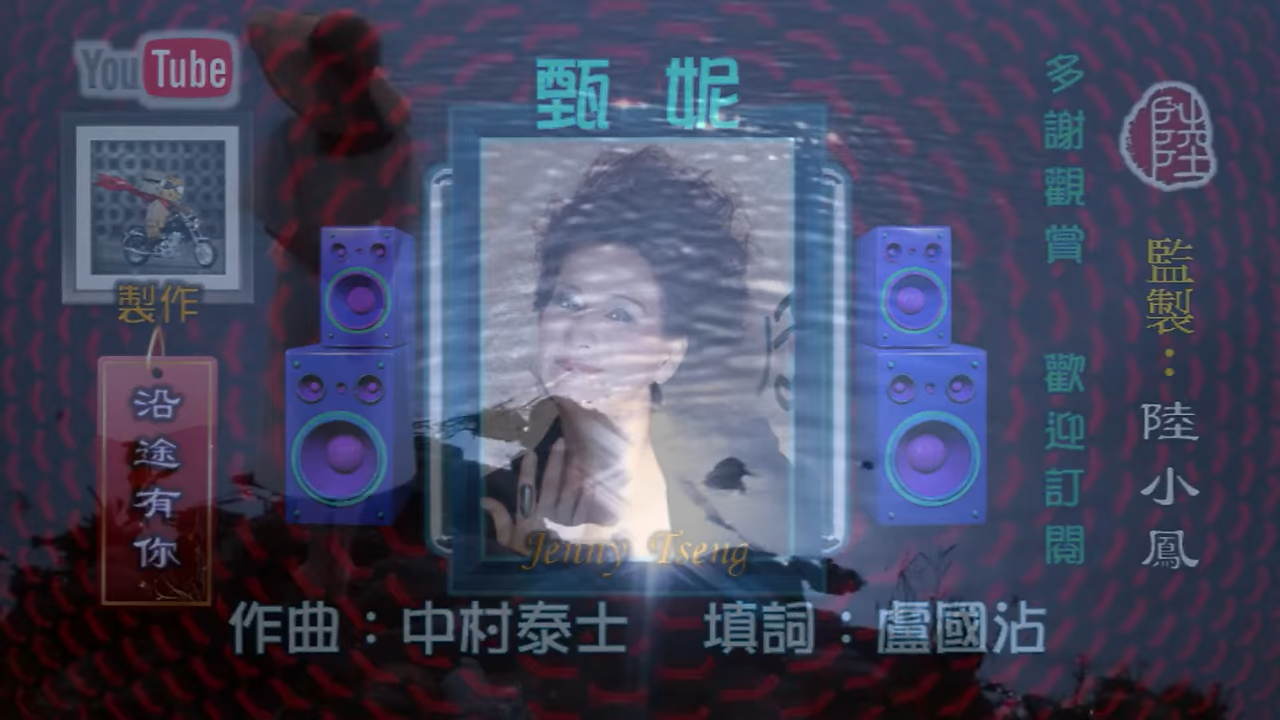 YouTube
甄 妮
製作
沿途有你
Jenny Tseng
多謝觀賞 歡迎訂閱
陸
監製：陸小鳳
作曲：中村泰士 填詞：盧國沾